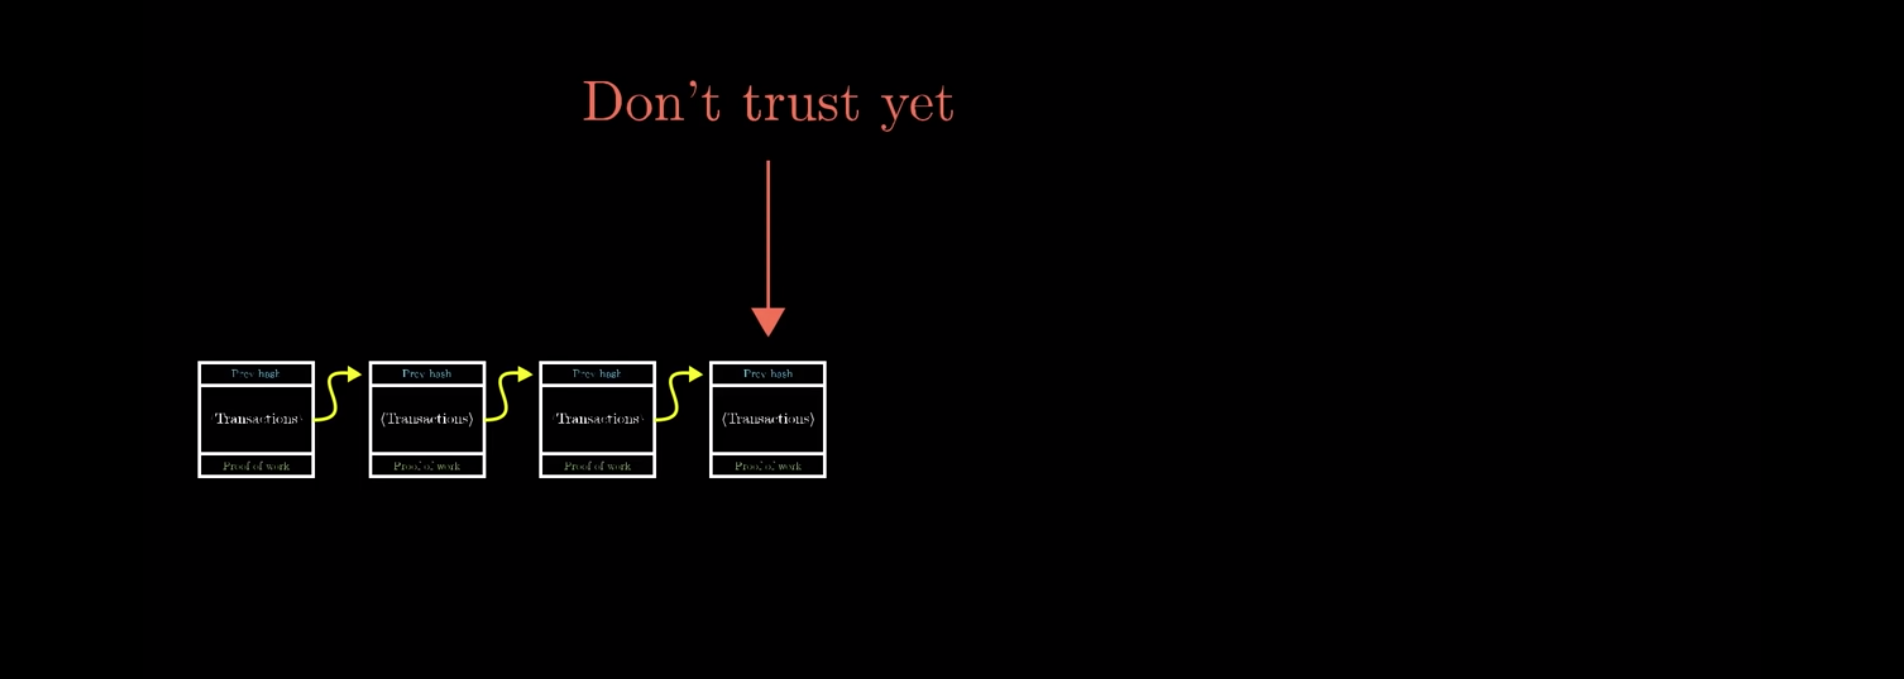 Don't trust yet
Prev hash
⟨Transactions⟩
Proof of work
Prev hash
⟨Transactions⟩
Proof of work
Prev hash
⟨Transactions⟩
Proof of work
Prev hash
⟨Transactions⟩
Proof of work